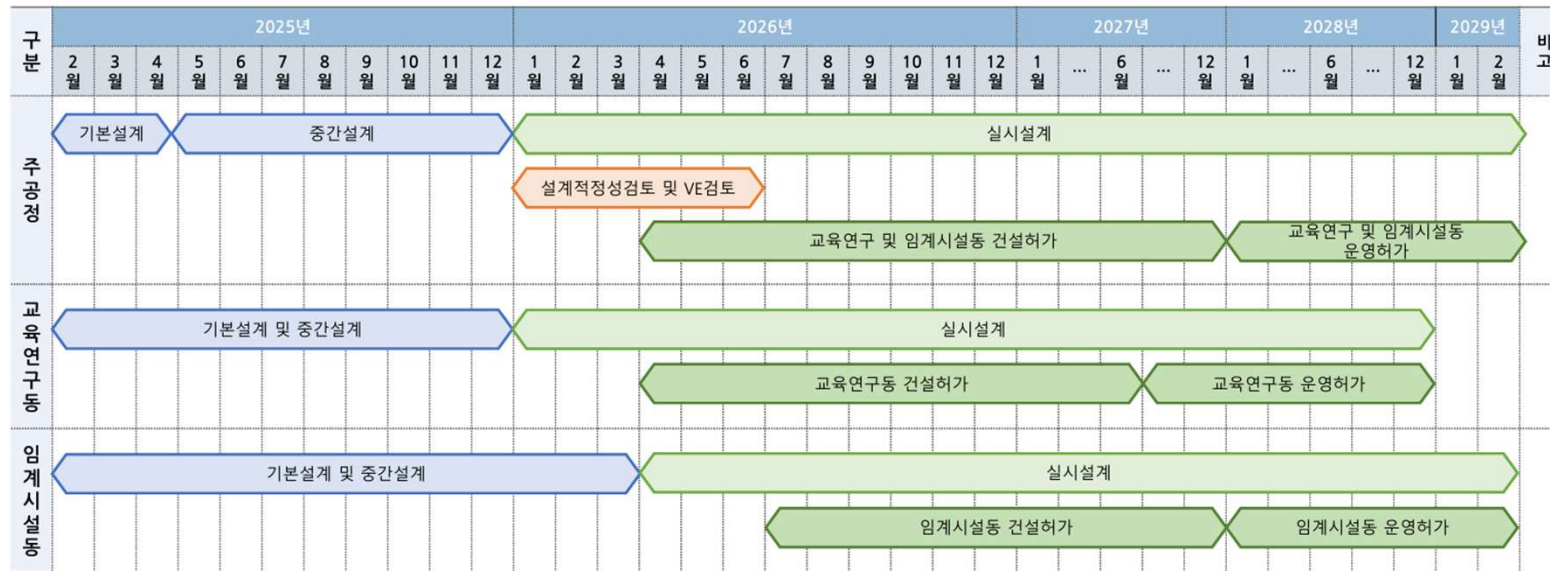 구분 2025년 2026년 2027년 2028년 2029년 비고
2월 3월 4월 5월 6월 7월 8월 9월 10월 11월 12월 1월 2월 3월 4월 5월 6월 7월 8월 9월 10월 11월 12월 1월 ... 6월 ... 12월 1월 ... 6월 ... 12월 1월 2월
주공정
기본설계 중간설계 실시설계
설계적정성검토 및 VE검토
교육연구 및 임계시설동 건설허가
교육연구 및 임계시설동
운영허가
교육연구동
기본설계 및 중간설계 실시설계
교육연구동 건설허가 교육연구동 운영허가
임계시설동
기본설계 및 중간설계 실시설계
임계시설동 건설허가 임계시설동 운영허가